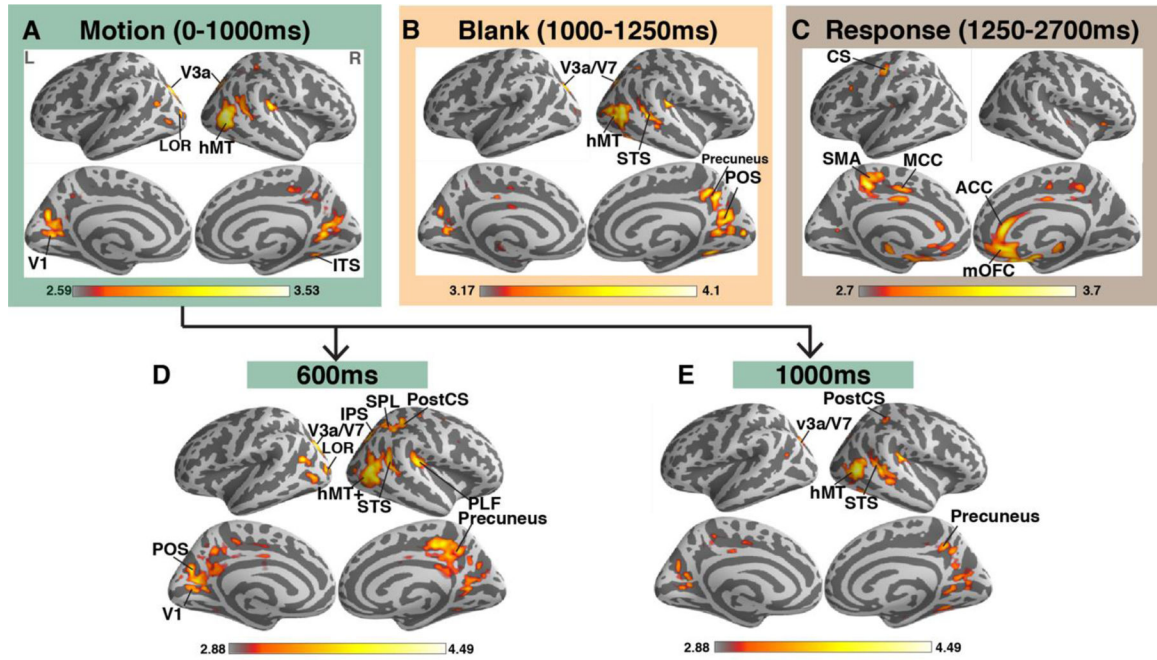 A Motion (0-1000ms)
L
R
V3a
LOR
hMT
V1
ITS
2.59
3.53
B Blank (1000-1250ms)
V3a/V7
hMT
STS
Precuneus
POS
3.17
4.1
C Response (1250-2700ms)
CS
SMA
MCC
ACC
mOFC
2.7
3.7
D
600ms
SPL
PostCS
IPS
V3a/V7
LOR
hMT+
STS
PLF
Precuneus
POS
V1
2.88
4.49
E
1000ms
PostCS
v3a/V7
hMT
STS
Precuneus
2.88
4.49